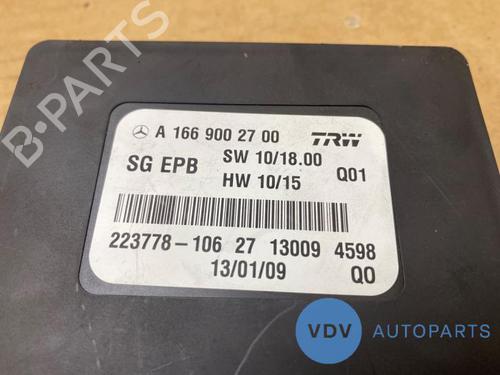 B-PARTS
A 166 900 27 00 TRW
SG EPB SW 10/18.00 Q01
HW 10/15
223778-106 27 13009 4598
13/01/09 QO
VDV AUTOPARTS